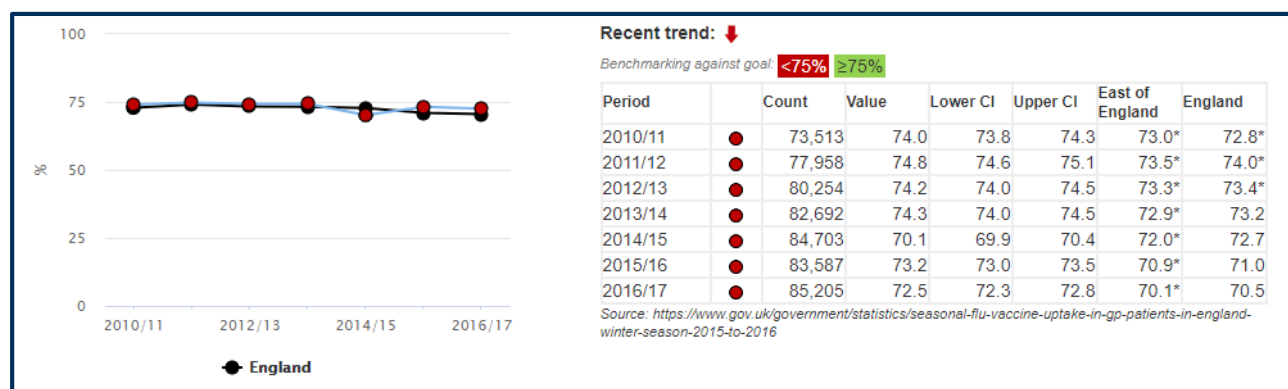 100
75
50
25
0
%
2010/11 2012/13 2014/15 2016/17
England
Recent trend:
Benchmarking against goal: <75% ≥75%
Period Count Value Lower CI Upper CI East of England England
2010/11 73,513 74.0 73.8 74.3 73.0* 72.8*
2011/12 77,958 74.8 74.6 75.1 73.5* 74.0*
2012/13 80,254 74.2 74.0 74.5 73.3* 73.4*
2013/14 82,692 74.3 74.0 74.5 72.9* 73.2
2014/15 84,703 70.1 69.9 70.4 72.0* 72.7
2015/16 83,587 73.2 73.0 73.5 70.9* 71.0
2016/17 85,205 72.5 72.3 72.8 70.1* 70.5
Source: https://www.gov.uk/government/statistics/seasonal-flu-vaccine-uptake-in-gp-patients-in-england-
winter-season-2015-to-2016